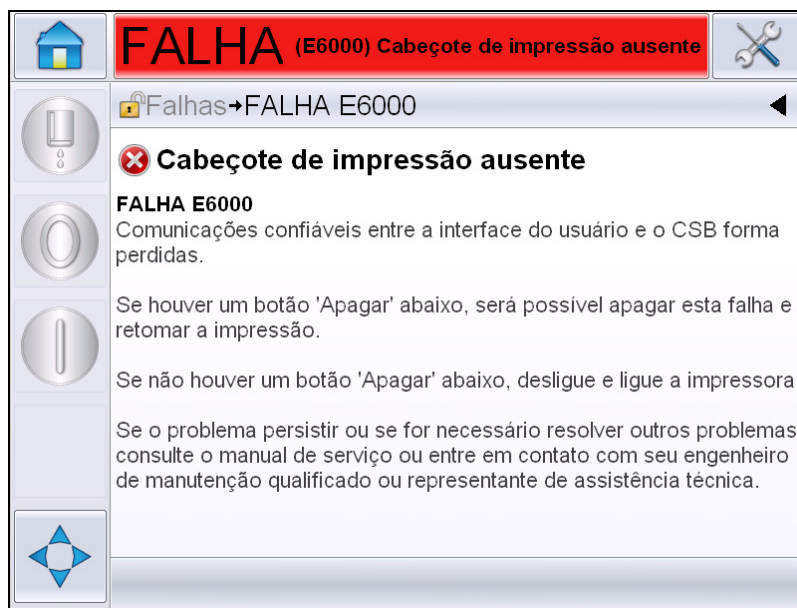 FALHA (E6000) Cabeçote de impressão ausente
Falhas→FALHA E6000
Cabeçote de impressão ausente
FALHA E6000
Comunicações confiáveis entre a interface do usuário e o CSB forma
perdidas.
Se houver um botão 'Apagar' abaixo, será possível apagar esta falha e
retomar a impressão.
Se não houver um botão 'Apagar' abaixo, desligue e ligue a impressora
Se o problema persistir ou se for necessário resolver outros problemas
consulte o manual de serviço ou entre em contato com seu engenheiro
de manutenção qualificado ou representante de assistência técnica.